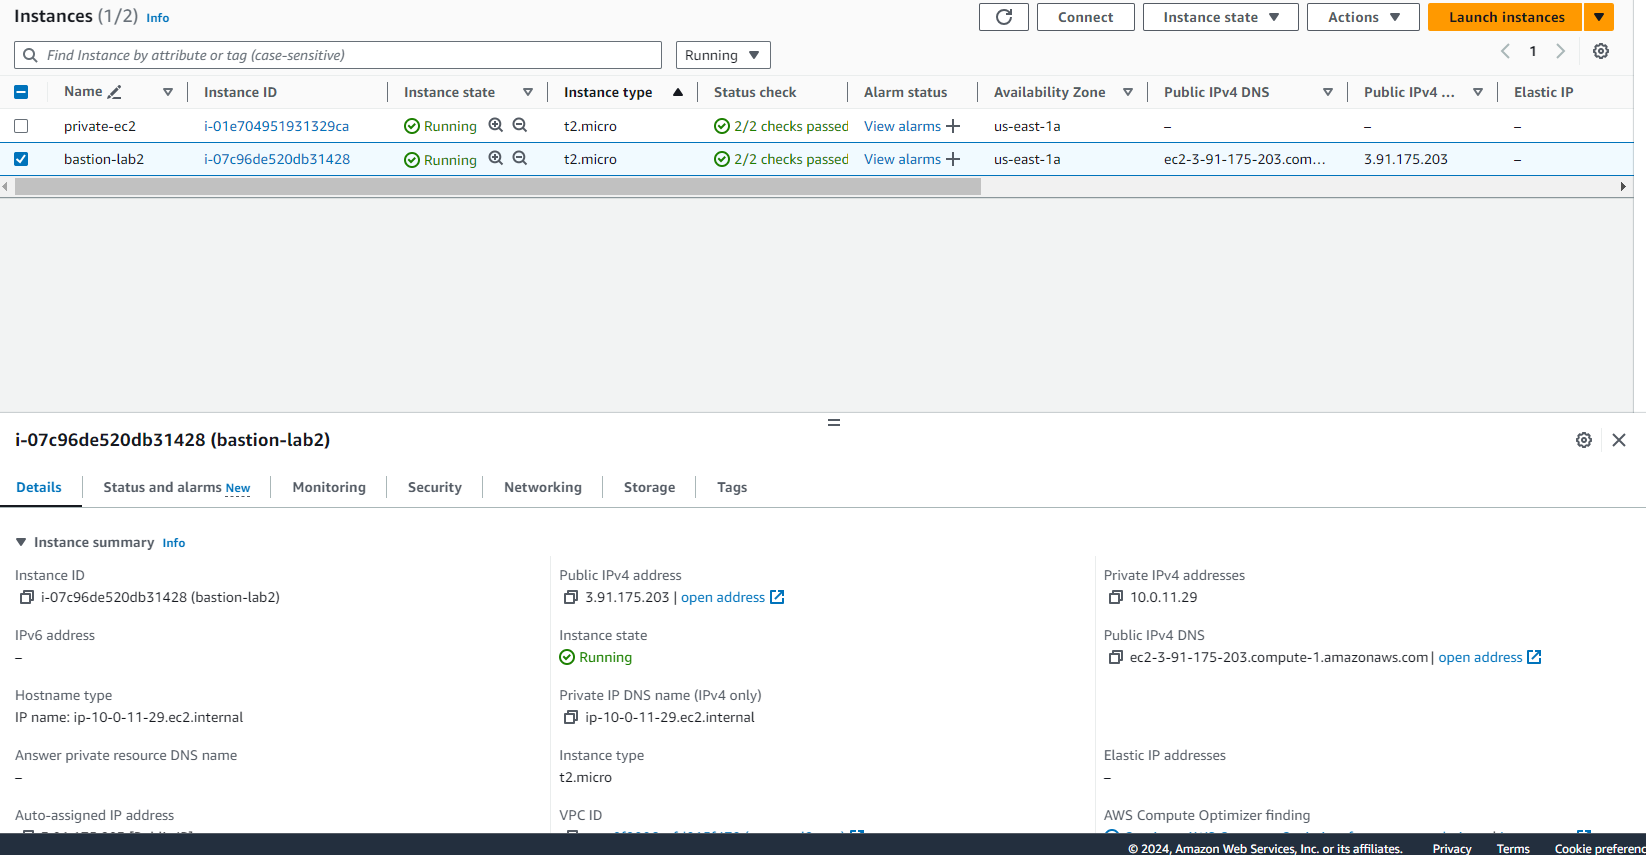 Instances (1/2) Info
Connect
Instance state
Actions
Launch instances
Find Instance by attribute or tag (case-sensitive)
Running
1
Name Instance ID Instance state Instance type Status check Alarm status Availability Zone Public IPv4 DNS Public IPv4 ... Elastic IP
private-ec2 i-01e704951931329ca Running t2.micro 2/2 checks passed View alarms + us-east-1a – – –
bastion-lab2 i-07c96de520db31428 Running t2.micro 2/2 checks passed View alarms + us-east-1a ec2-3-91-175-203.com... 3.91.175.203 –
i-07c96de520db31428 (bastion-lab2)
Details Status and alarms New Monitoring Security Networking Storage Tags
Instance summary Info
Instance ID
i-07c96de520db31428 (bastion-lab2)
Public IPv4 address
3.91.175.203 | open address
Private IPv4 addresses
10.0.11.29
IPv6 address
–
Instance state
Running
Public IPv4 DNS
ec2-3-91-175-203.compute-1.amazonaws.com | open address
Hostname type
IP name: ip-10-0-11-29.ec2.internal
Private IP DNS name (IPv4 only)
ip-10-0-11-29.ec2.internal
Answer private resource DNS name
–
Instance type
t2.micro
Elastic IP addresses
–
Auto-assigned IP address
VPC ID
AWS Compute Optimizer finding
© 2024, Amazon Web Services, Inc. or its affiliates. Privacy Terms Cookie preferenc